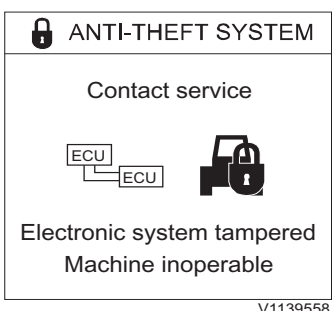 ANTI-THEFT SYSTEM
Contact service
ECU
ECU
Electronic system tampered
Machine inoperable
V1139558